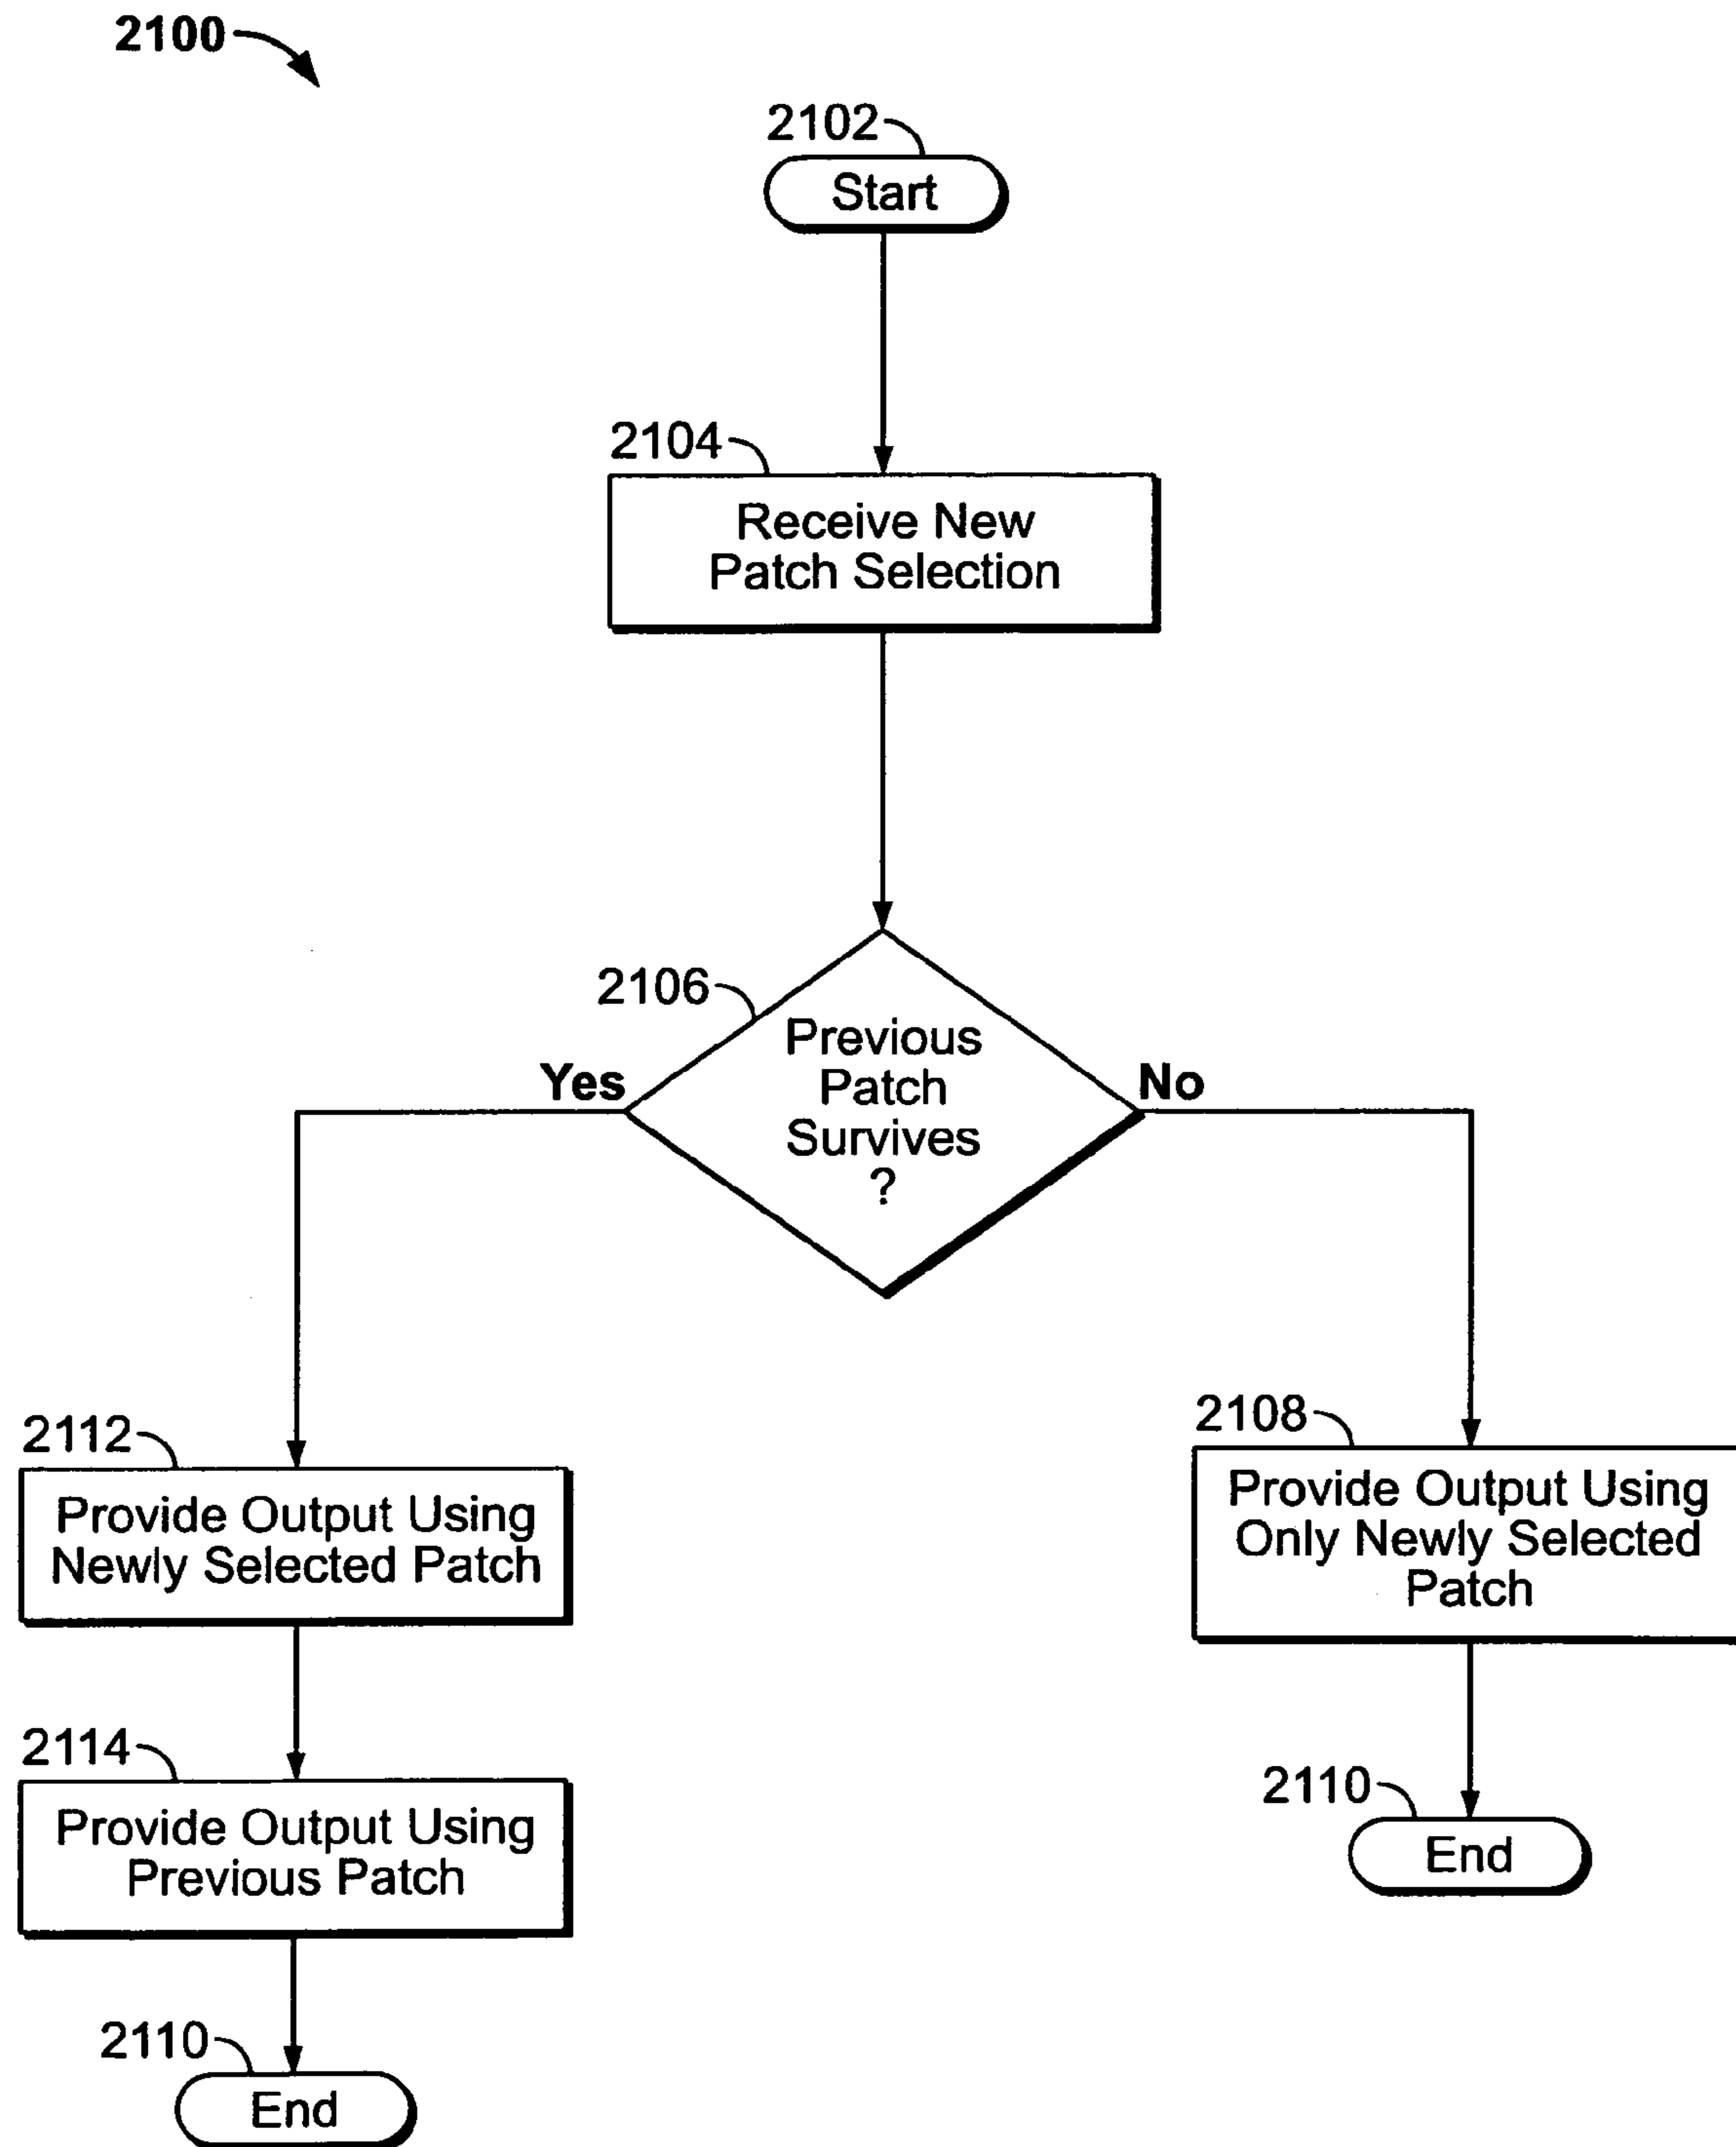 2100
2102
Start
2104
Receive New
Patch Selection
2106
Previous
Patch
Survives
?
Yes
No
2112
Provide Output Using
Newly Selected Patch
2108
Provide Output Using
Only Newly Selected
Patch
2114
Provide Output Using
Previous Patch
2110
End
2110
End